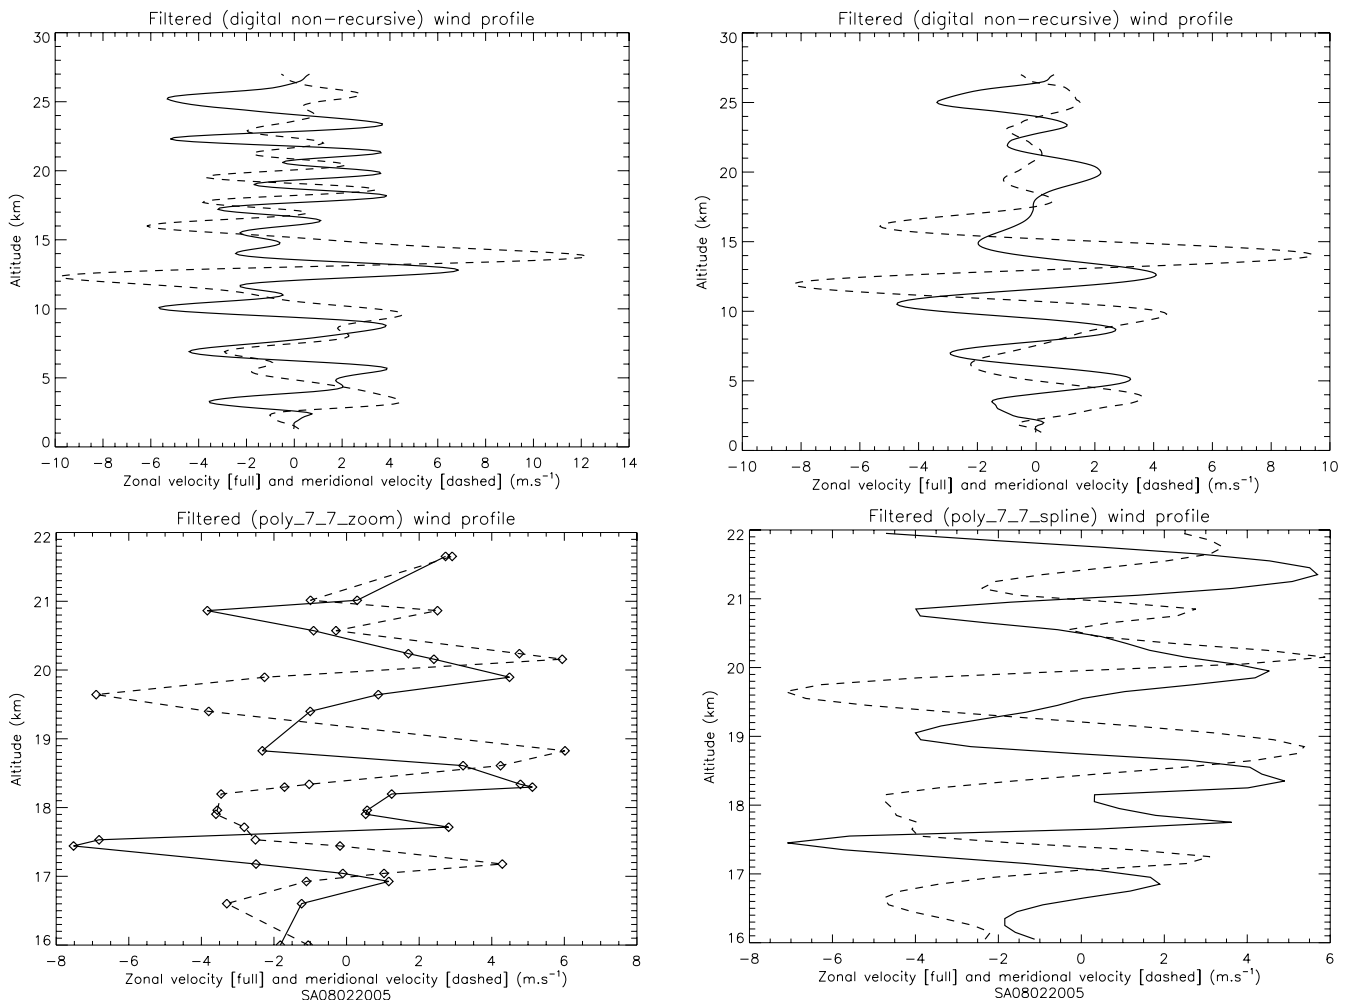 Filtered (digital non-recursive) wind profile
30
25
20
15
10
5
0
Altitude (km)
-10 -8 -6 -4 -2 0 2 4 6 8 10 12 14
Zonal velocity [full] and meridional velocity [dashed] (m.s⁻¹)
Filtered (digital non-recursive) wind profile
30
25
20
15
10
5
0
Altitude (km)
-10 -8 -6 -4 -2 0 2 4 6 8 10
Zonal velocity [full] and meridional velocity [dashed] (m.s⁻¹)
Filtered (poly_7_7_zoom) wind profile
22
21
20
19
18
17
16
Altitude (km)
-8 -6 -4 -2 0 2 4 6 8
Zonal velocity [full] and meridional velocity [dashed] (m.s⁻¹)
SA08022005
Filtered (poly_7_7_spline) wind profile
22
21
20
19
18
17
16
Altitude (km)
-8 -6 -4 -2 0 2 4 6
Zonal velocity [full] and meridional velocity [dashed] (m.s⁻¹)
SA08022005